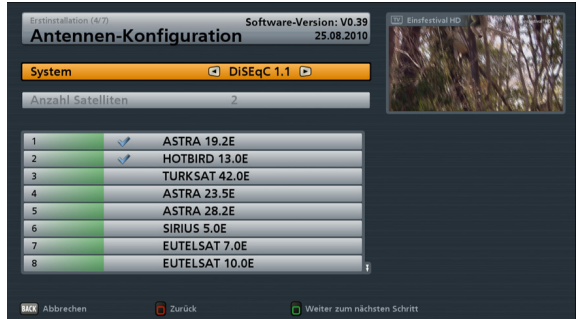 Erstinstallation (4/7)
Antennen-Konfiguration
Software-Version: V0.39
25.08.2010
TV Einsfestival HD
System DiSEqC 1.1
Anzahl Satelliten 2
1 ASTRA 19.2E
2 HOTBIRD 13.0E
3 TURKSAT 42.0E
4 ASTRA 23.5E
5 ASTRA 28.2E
6 SIRIUS 5.0E
7 EUTELSAT 7.0E
8 EUTELSAT 10.0E
BACK Abbrechen Zurück Weiter zum nächsten Schritt